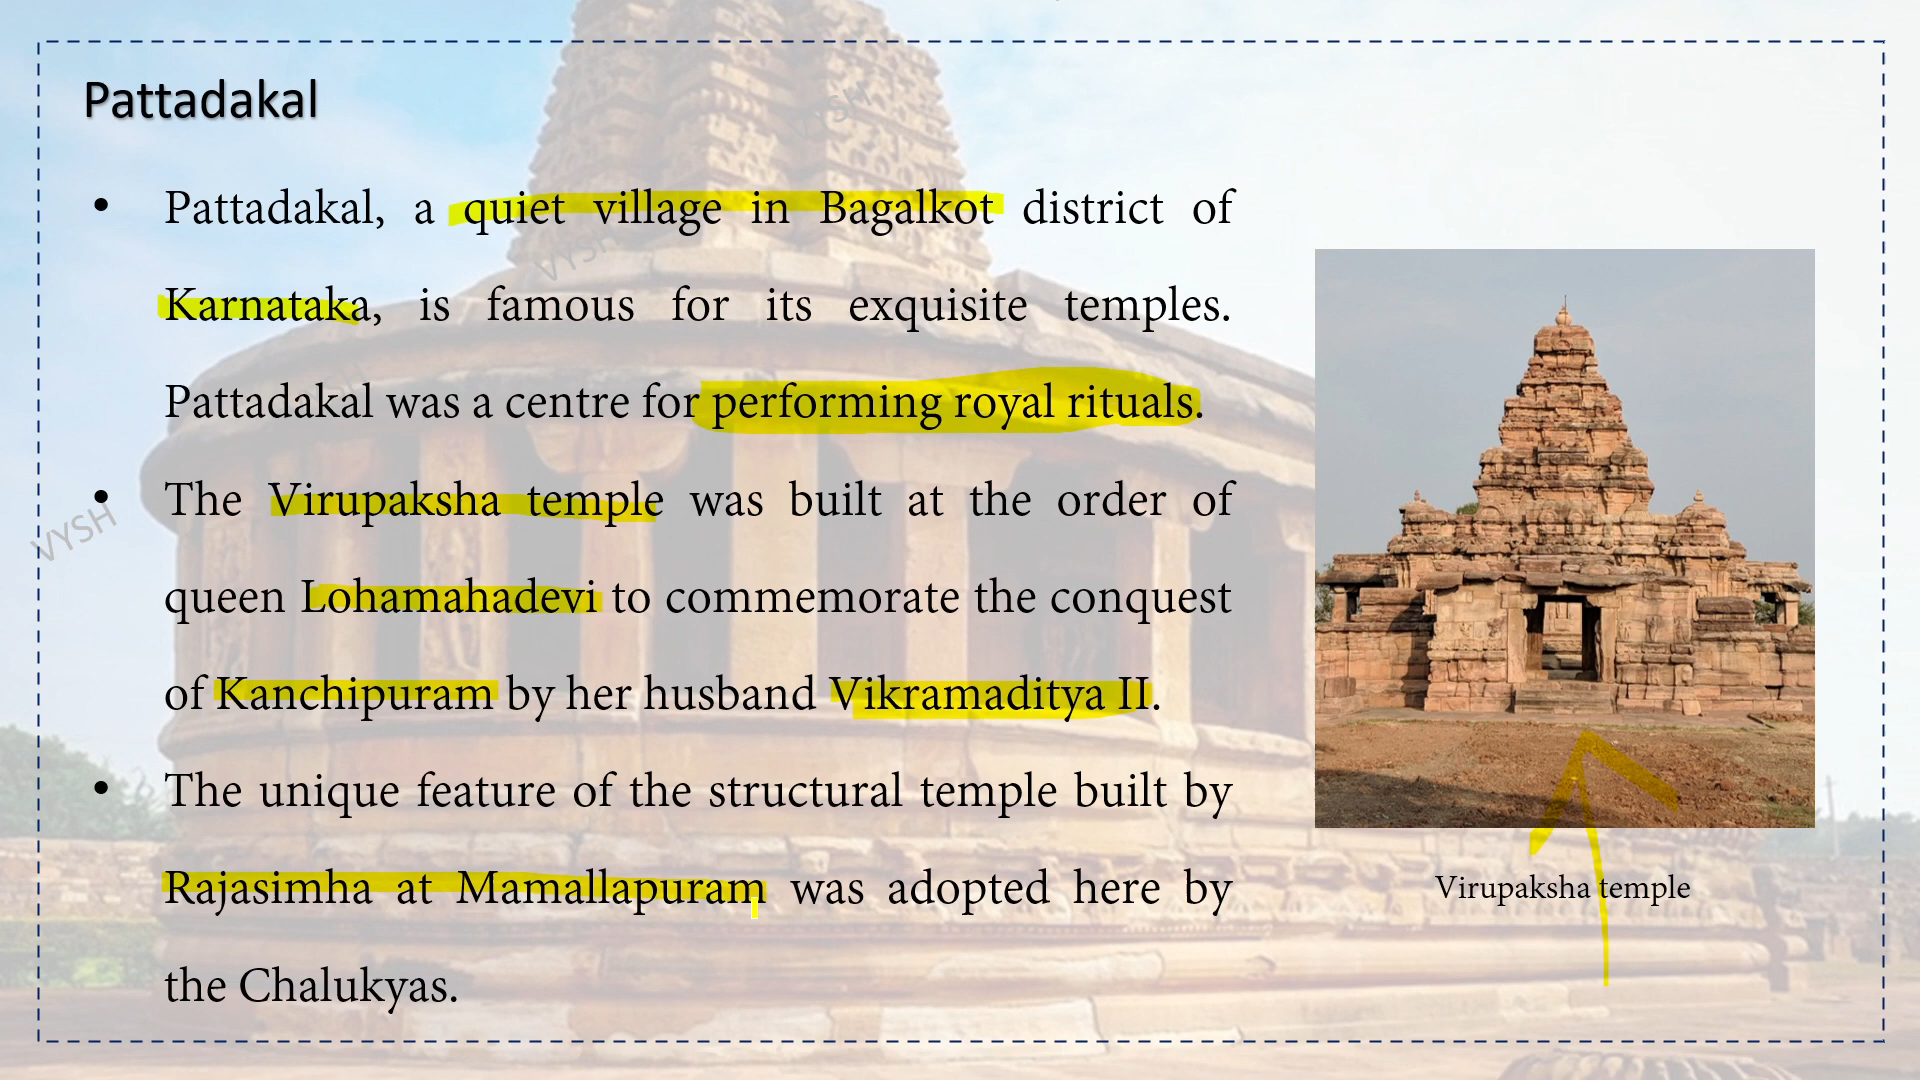 Pattadakal
• Pattadakal, a quiet village in Bagalkot district of
Karnataka, is famous for its exquisite temples.
Pattadakal was a centre for performing royal rituals.
• The Virupaksha temple was built at the order of
queen Lohamahadevi to commemorate the conquest
of Kanchipuram by her husband Vikramaditya II.
• The unique feature of the structural temple built by
Rajasimha at Mamallapuram was adopted here by
the Chalukyas.
Virupaksha temple
VYSH
VYSH
VYSH